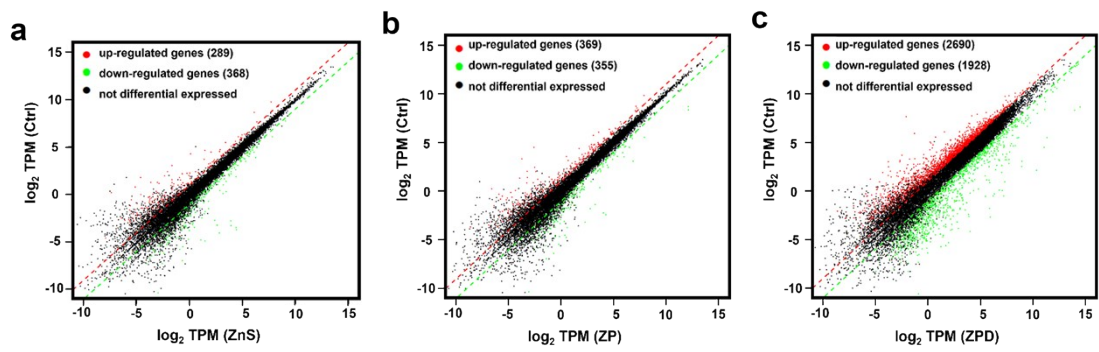 a
up-regulated genes (289)
down-regulated genes (368)
not differential expressed
15
10
5
0
-5
-10
log2 TPM (Ctrl)
-10 -5 0 5 10 15
log2 TPM (ZnS)
b
up-regulated genes (369)
down-regulated genes (355)
not differential expressed
15
10
5
0
-5
-10
log2 TPM (Ctrl)
-10 -5 0 5 10 15
log2 TPM (ZP)
c
up-regulated genes (2690)
down-regulated genes (1928)
not differential expressed
15
10
5
0
-5
-10
log2 TPM (Ctrl)
-10 -5 0 5 10 15
log2 TPM (ZPD)